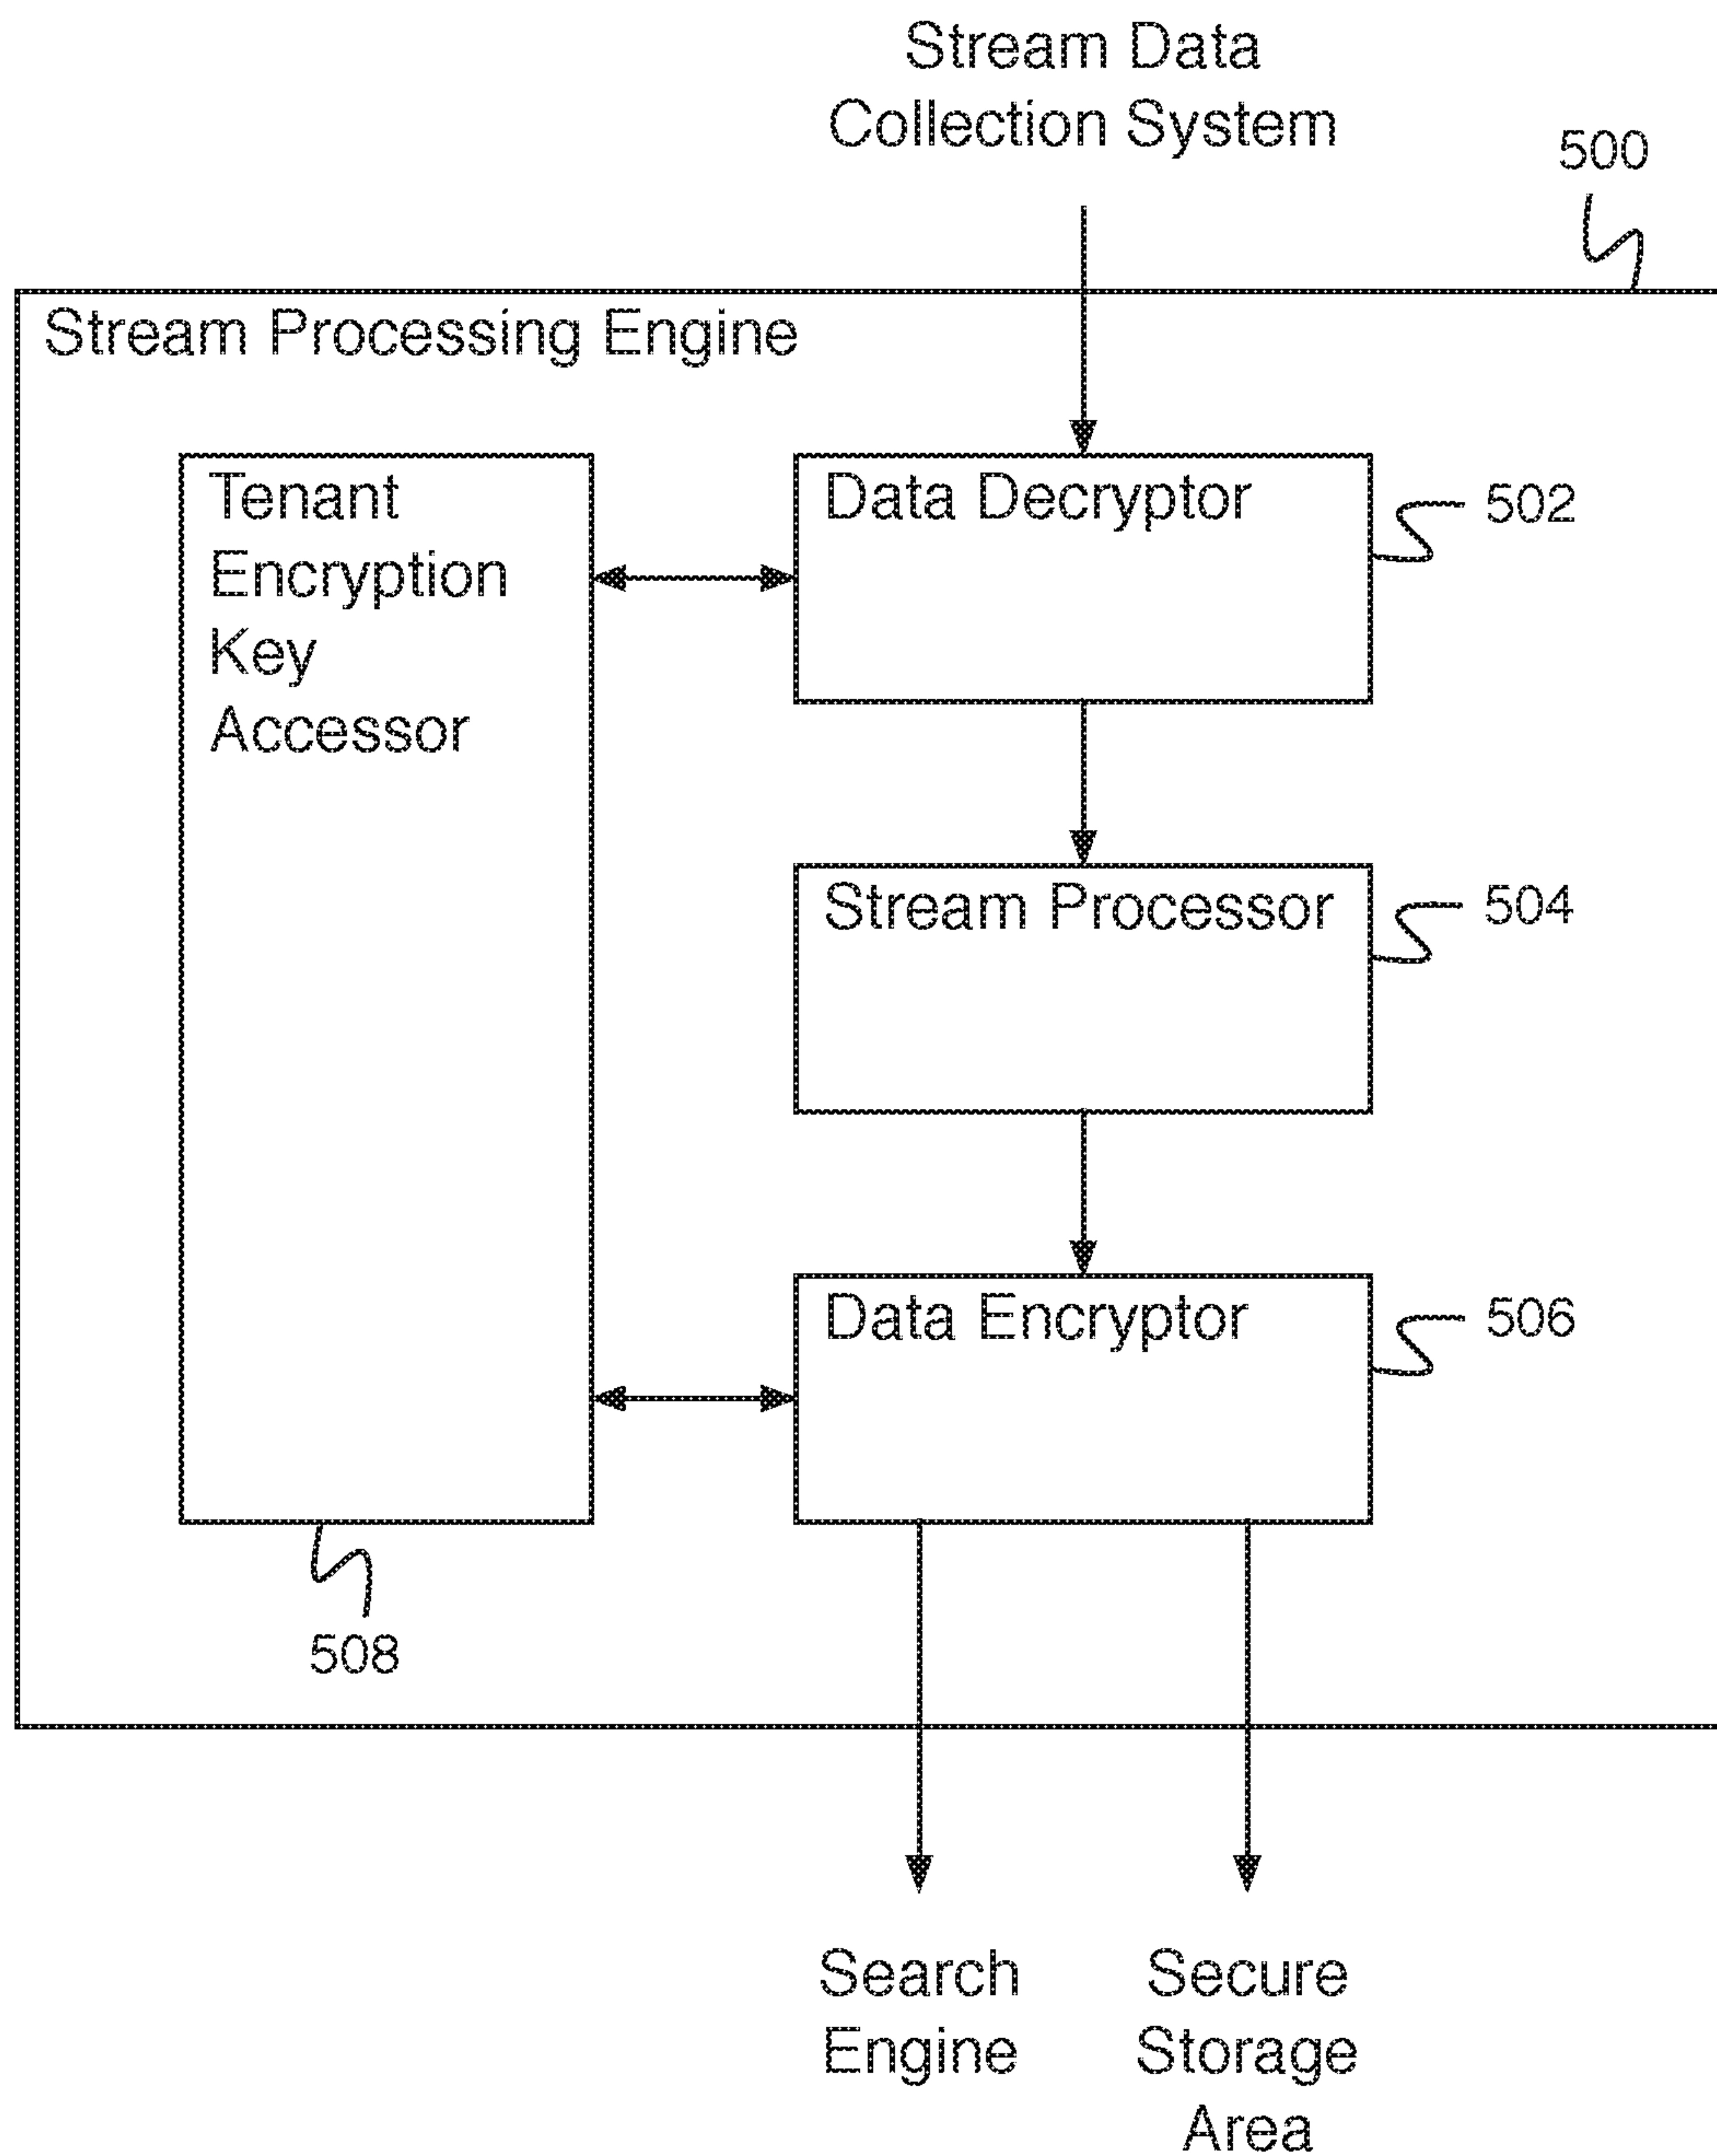 Stream Data
Collection System
500
Stream Processing Engine
Tenant
Encryption
Key
Accessor
Data Decryptor
502
Stream Processor
504
Data Encryptor
506
508
Search
Engine
Secure
Storage
Area